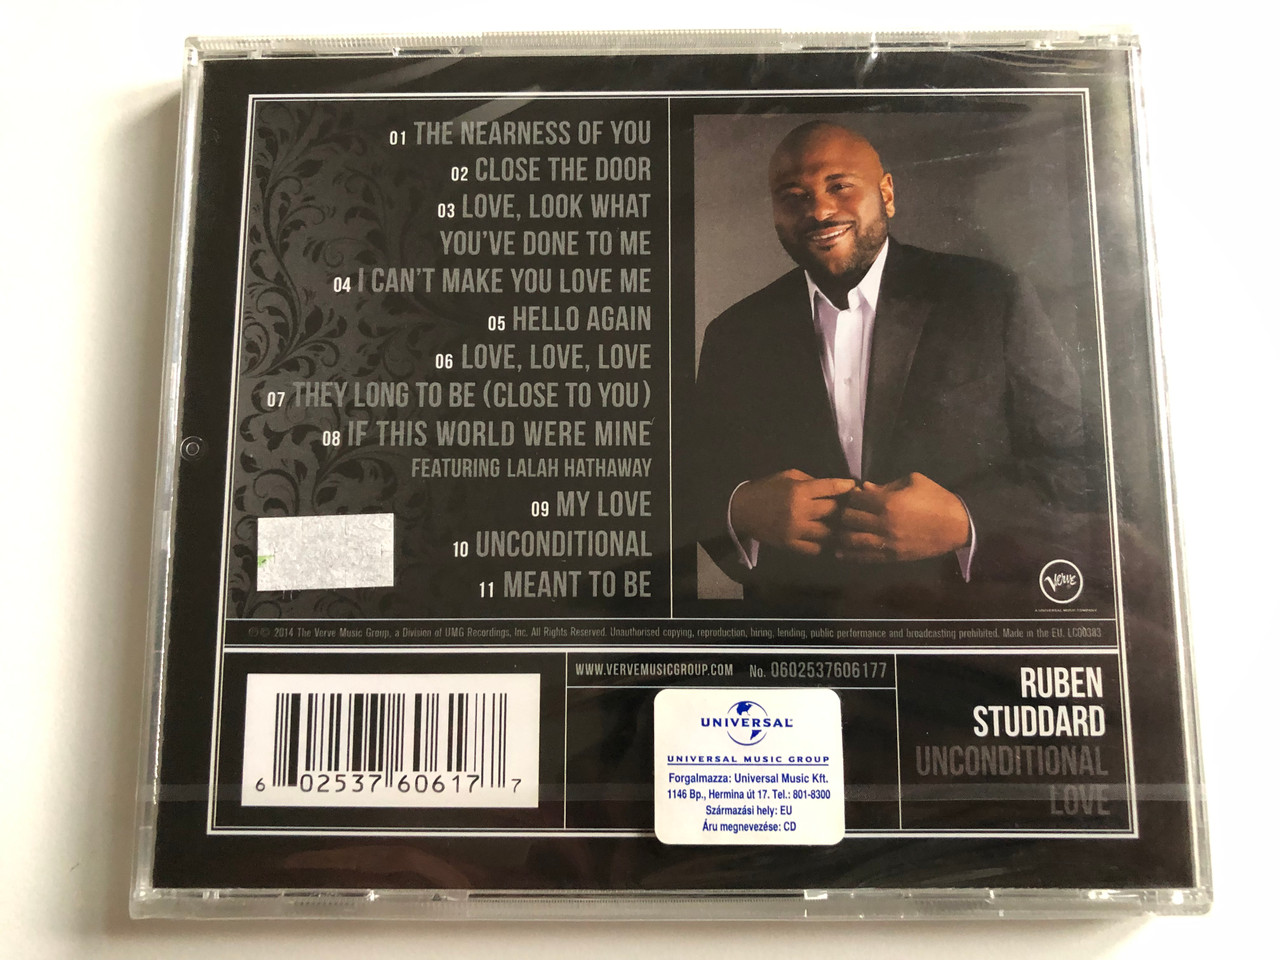 01 THE NEARNESS OF YOU
02 CLOSE THE DOOR
03 LOVE, LOOK WHAT
YOU'VE DONE TO ME
04 I CAN'T MAKE YOU LOVE ME
05 HELLO AGAIN
06 LOVE, LOVE, LOVE
07 THEY LONG TO BE (CLOSE TO YOU)
08 IF THIS WORLD WERE MINE
FEATURING LALAH HATHAWAY
09 MY LOVE
10 UNCONDITIONAL
11 MEANT TO BE
Verve
A UNIVERSAL MUSIC COMPANY
℗© 2014 The Verve Music Group, a Division of UMG Recordings, Inc. All Rights Reserved. Unauthorised copying, reproduction, hiring, lending, public performance and broadcasting prohibited. Made in the EU. LC00383
WWW.VERVEMUSICGROUP.COM No. 0602537606177
6 02537 60617 7
UNIVERSAL
UNIVERSAL MUSIC GROUP
Forgalmazza: Universal Music Kft.
1146 Bp., Hermina út 17. Tel.: 801-8300
Származási hely: EU
Áru megnevezése: CD
RUBEN
STUDDARD
UNCONDITIONAL
LOVE